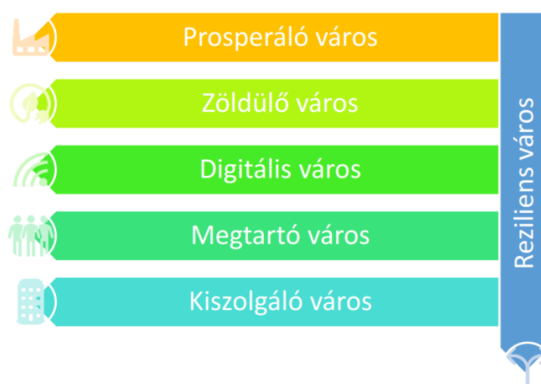 Prosperáló város
Zöldülő város
Digitális város
Megtartó város
Kiszolgáló város
Reziliens város